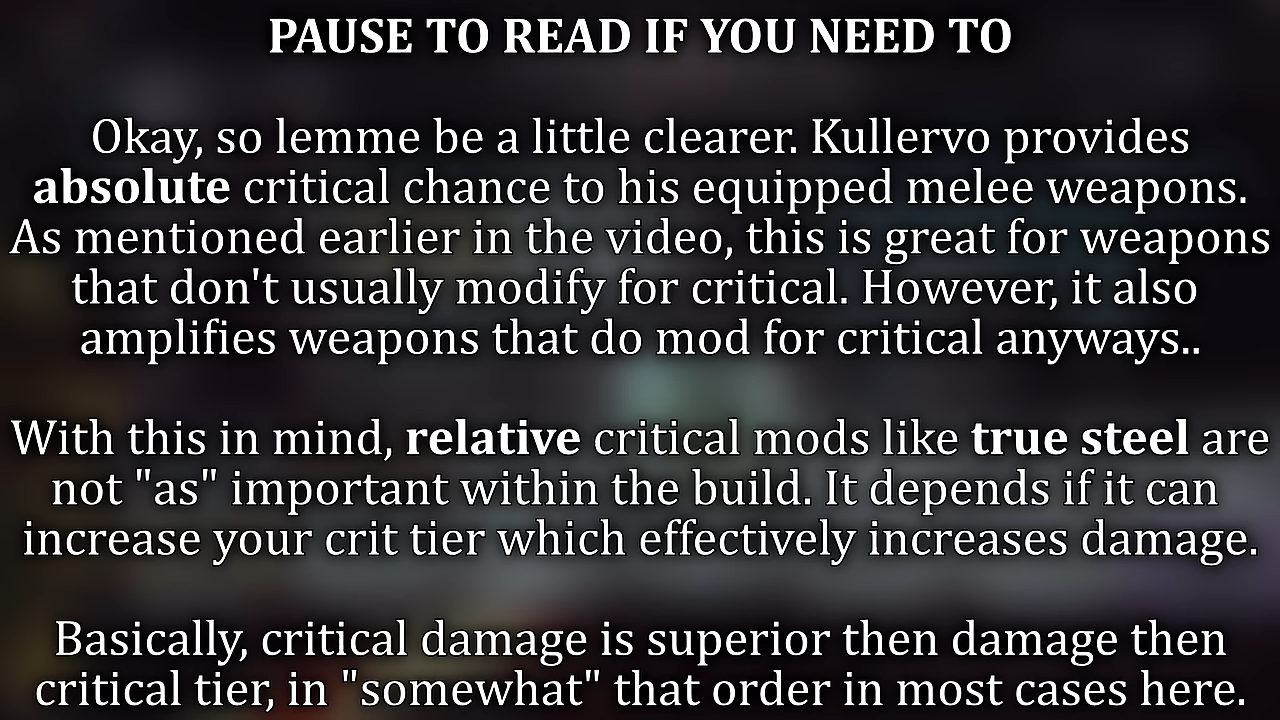 PAUSE TO READ IF YOU NEED TO
Okay, so lemme be a little clearer. Kullervo provides
absolute critical chance to his equipped melee weapons.
As mentioned earlier in the video, this is great for weapons
that don't usually modify for critical. However, it also
amplifies weapons that do mod for critical anyways..
With this in mind, relative critical mods like true steel are
not "as" important within the build. It depends if it can
increase your crit tier which effectively increases damage.
Basically, critical damage is superior then damage then
critical tier, in "somewhat" that order in most cases here.